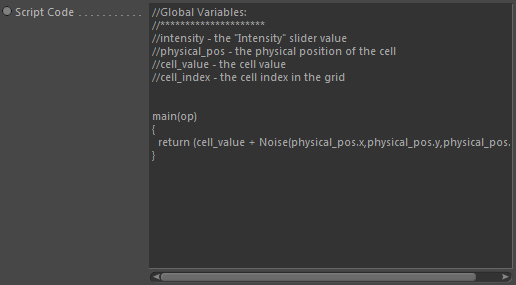 Script Code . . . . . . . . . . .
//Global Variables:
//*********************
//intensity - the "Intensity" slider value
//physical_pos - the physical position of the cell
//cell_value - the cell value
//cell_index - the cell index in the grid
main(op)
{
return (cell_value + Noise(physical_pos.x,physical_pos.y,physical_pos.
}